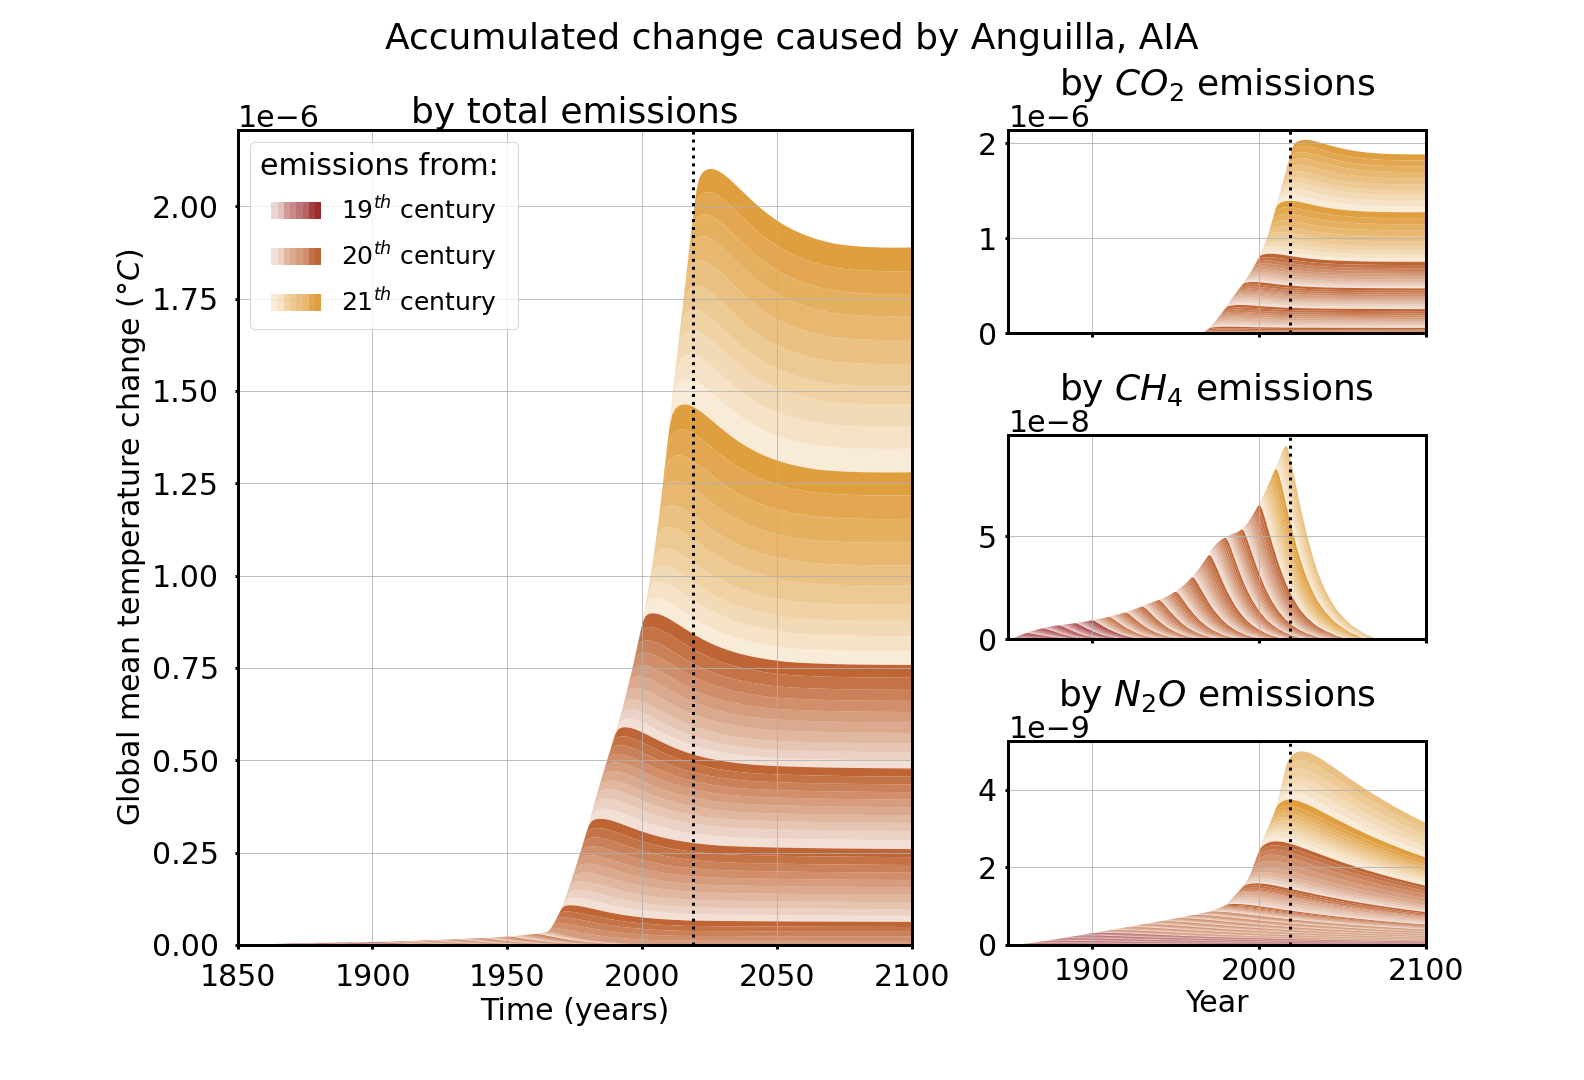 Accumulated change caused by Anguilla, AIA
by total emissions
1e−6
emissions from:
19th century
20th century
21th century
Global mean temperature change (°C)
2.00
1.75
1.50
1.25
1.00
0.75
0.50
0.25
0.00
1850 1900 1950 2000 2050 2100
Time (years)
by CO2 emissions
1e−6
2
1
0
by CH4 emissions
1e−8
5
0
by N2O emissions
1e−9
4
2
0
1900 2000 2100
Year